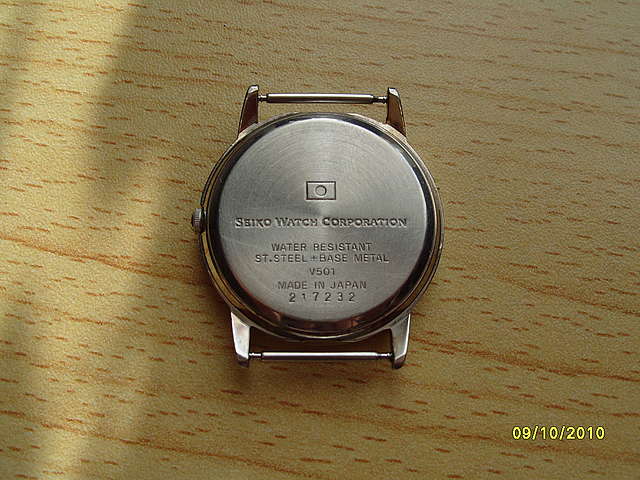 SEIKO WATCH CORPORATION
WATER RESISTANT
ST.STEEL+BASE METAL
V501
MADE IN JAPAN
217232
09/10/2010